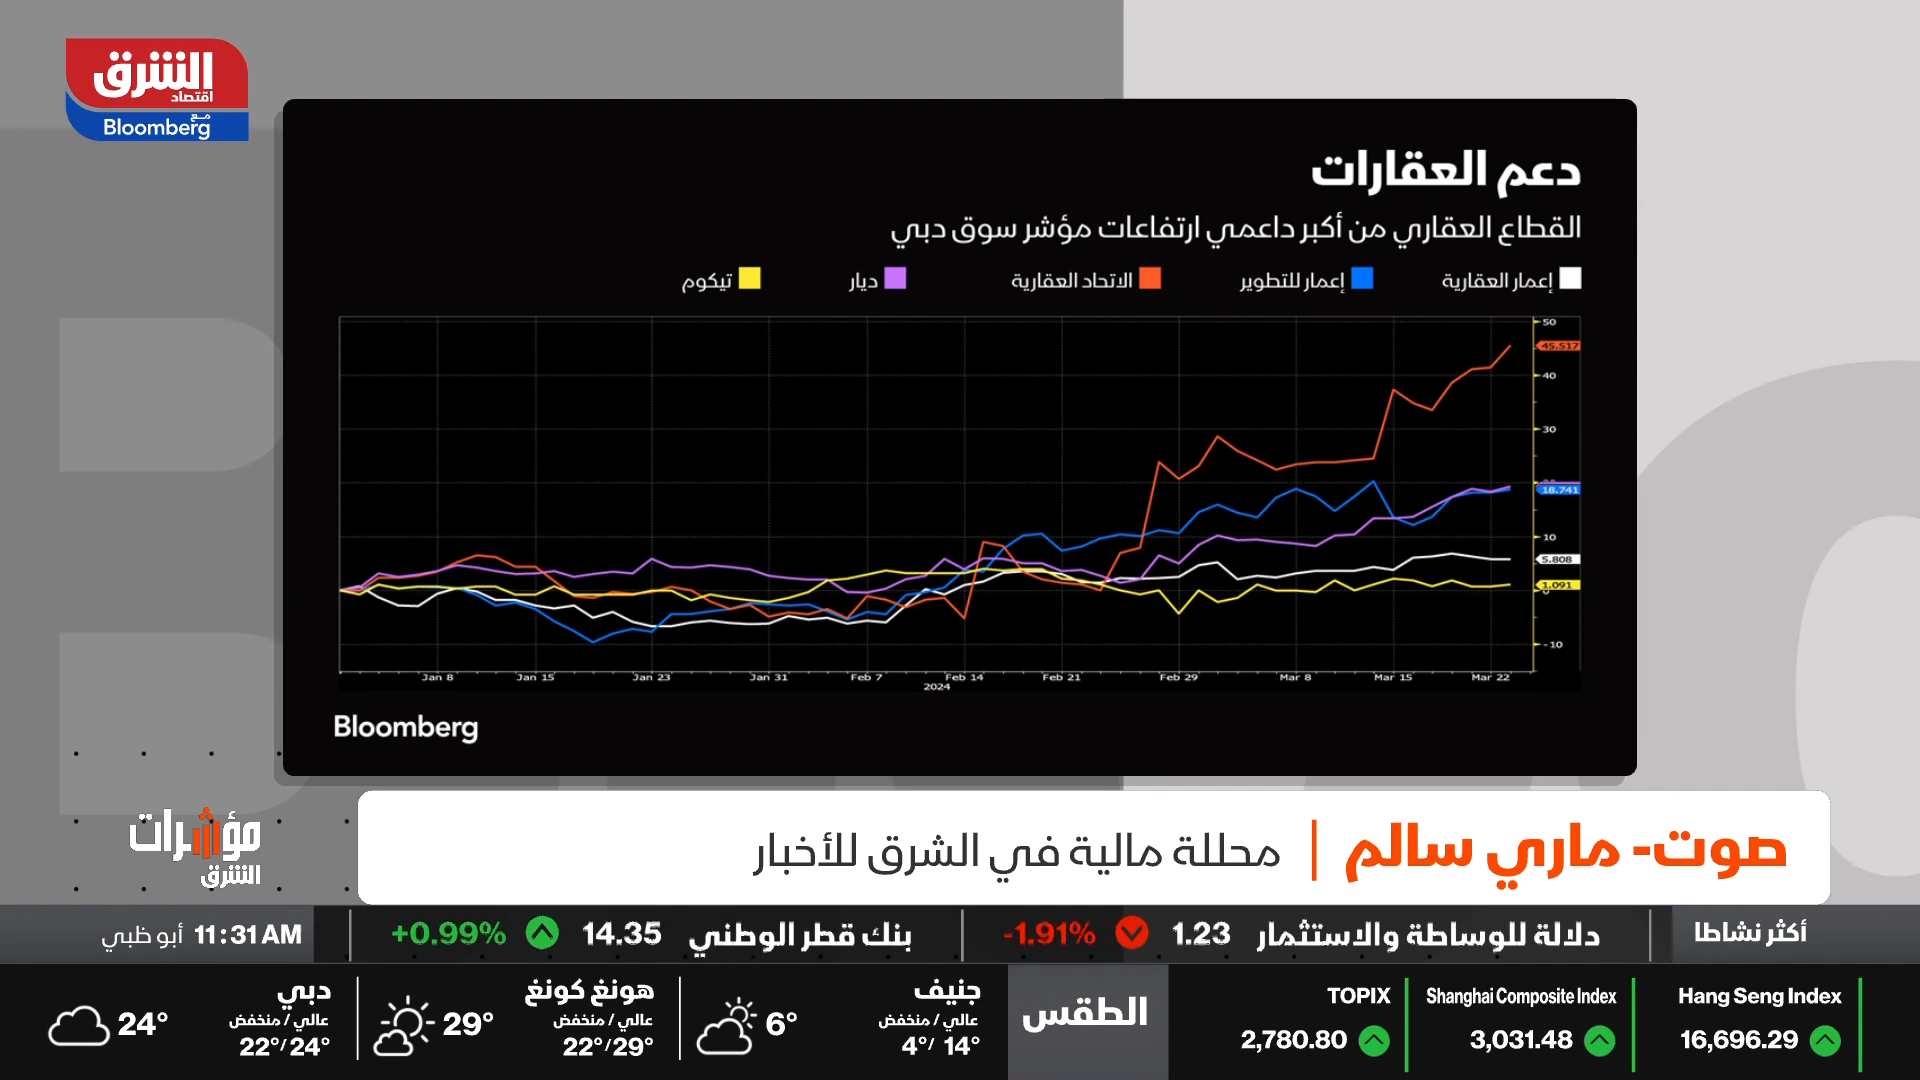 الشرق
اقتصاد
مع
Bloomberg
دعم العقارات
القطاع العقاري من أكبر داعمي ارتفاعات مؤشر سوق دبي
إعمار العقارية إعمار للتطوير الاتحاد العقارية ديار تيكوم
50
45.517
40
30
18.741
10
5.808
1.091
0
-10
Jan 8 Jan 15 Jan 23 Jan 31 Feb 7 Feb 14 Feb 21 Feb 29 Mar 8 Mar 15 Mar 22
2024
Bloomberg
مؤشرات
الشرق
صوت- ماري سالم | محللة مالية في الشرق للأخبار
أكثر نشاطا
دلالة للوساطة والاستثمار 1.23 -1.91%
بنك قطر الوطني 14.35 +0.99%
11:31 AM أبو ظبي
Hang Seng Index
16,696.29
Shanghai Composite Index
3,031.48
TOPIX
2,780.80
الطقس
جنيف
عالي / منخفض
4°/ 14°
6°
هونغ كونغ
عالي / منخفض
22°/29°
29°
دبي
عالي / منخفض
22°/24°
24°